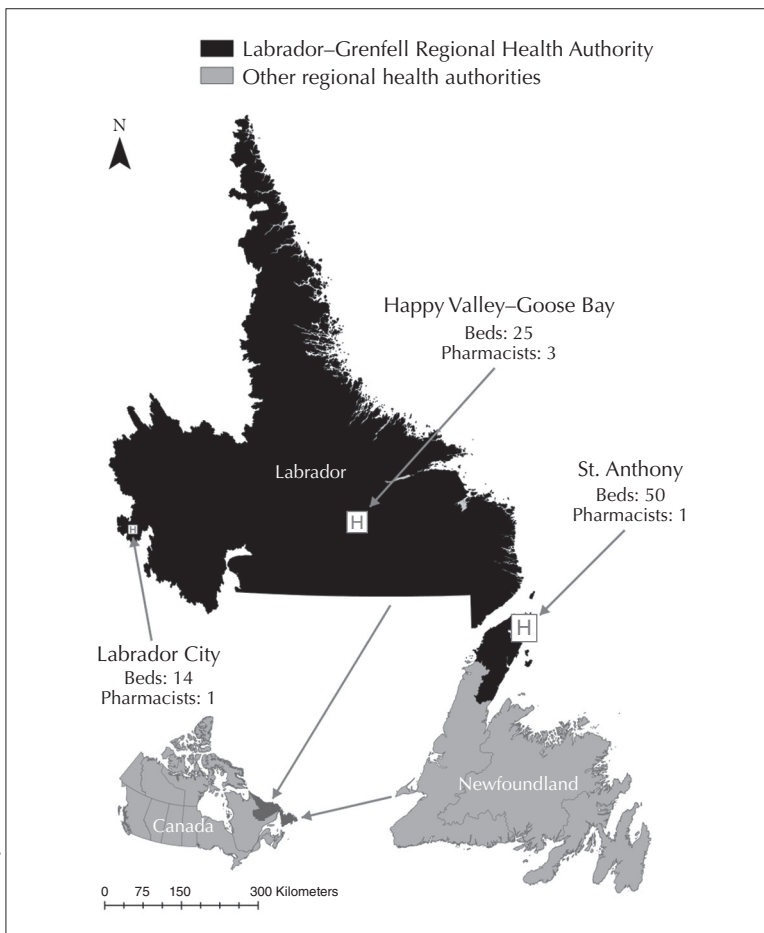 Labrador–Grenfell Regional Health Authority
Other regional health authorities
N
Happy Valley–Goose Bay
Beds: 25
Pharmacists: 3
Labrador
St. Anthony
Beds: 50
Pharmacists: 1
H
H
H
Labrador City
Beds: 14
Pharmacists: 1
Newfoundland
Canada
0 75 150 300 Kilometers